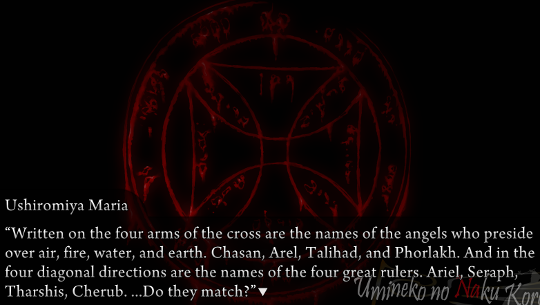 Ushiromiya Maria
“Written on the four arms of the cross are the names of the angels who preside
over air, fire, water, and earth. Chasan, Arel, Talihad, and Phorlakh. And in the
four diagonal directions are the names of the four great rulers. Ariel, Seraph,
Tharshis, Cherub. ...Do they match?”
Umineko no Naku Kor